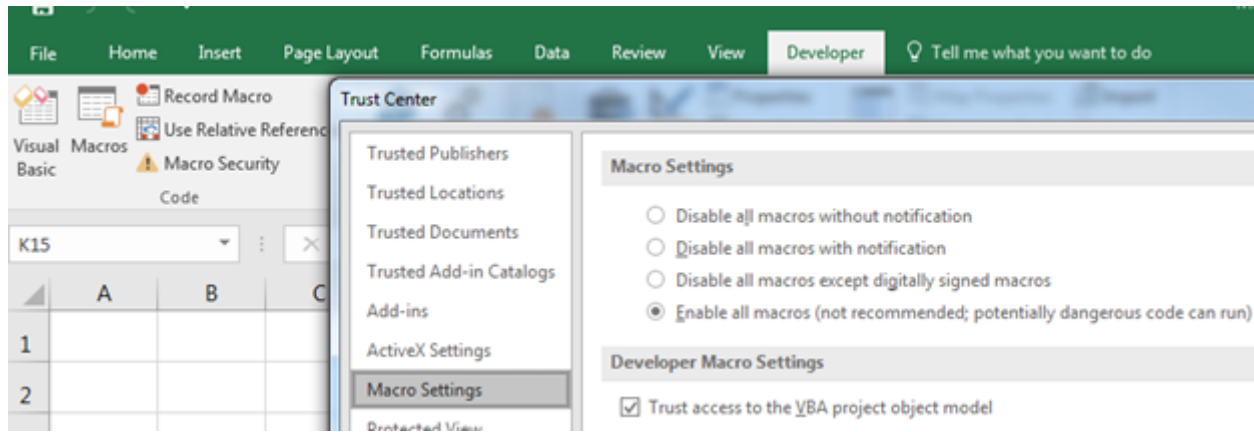 File Home Insert Page Layout Formulas Data Review View Developer Tell me what you want to do
Visual Basic
Macros
Record Macro
Use Relative Referenc
Macro Security
Code
K15
A B C
1
2
Trust Center
Trusted Publishers
Trusted Locations
Trusted Documents
Trusted Add-in Catalogs
Add-ins
ActiveX Settings
Macro Settings
Protected View
Macro Settings
Disable all macros without notification
Disable all macros with notification
Disable all macros except digitally signed macros
Enable all macros (not recommended; potentially dangerous code can run)
Developer Macro Settings
Trust access to the VBA project object model